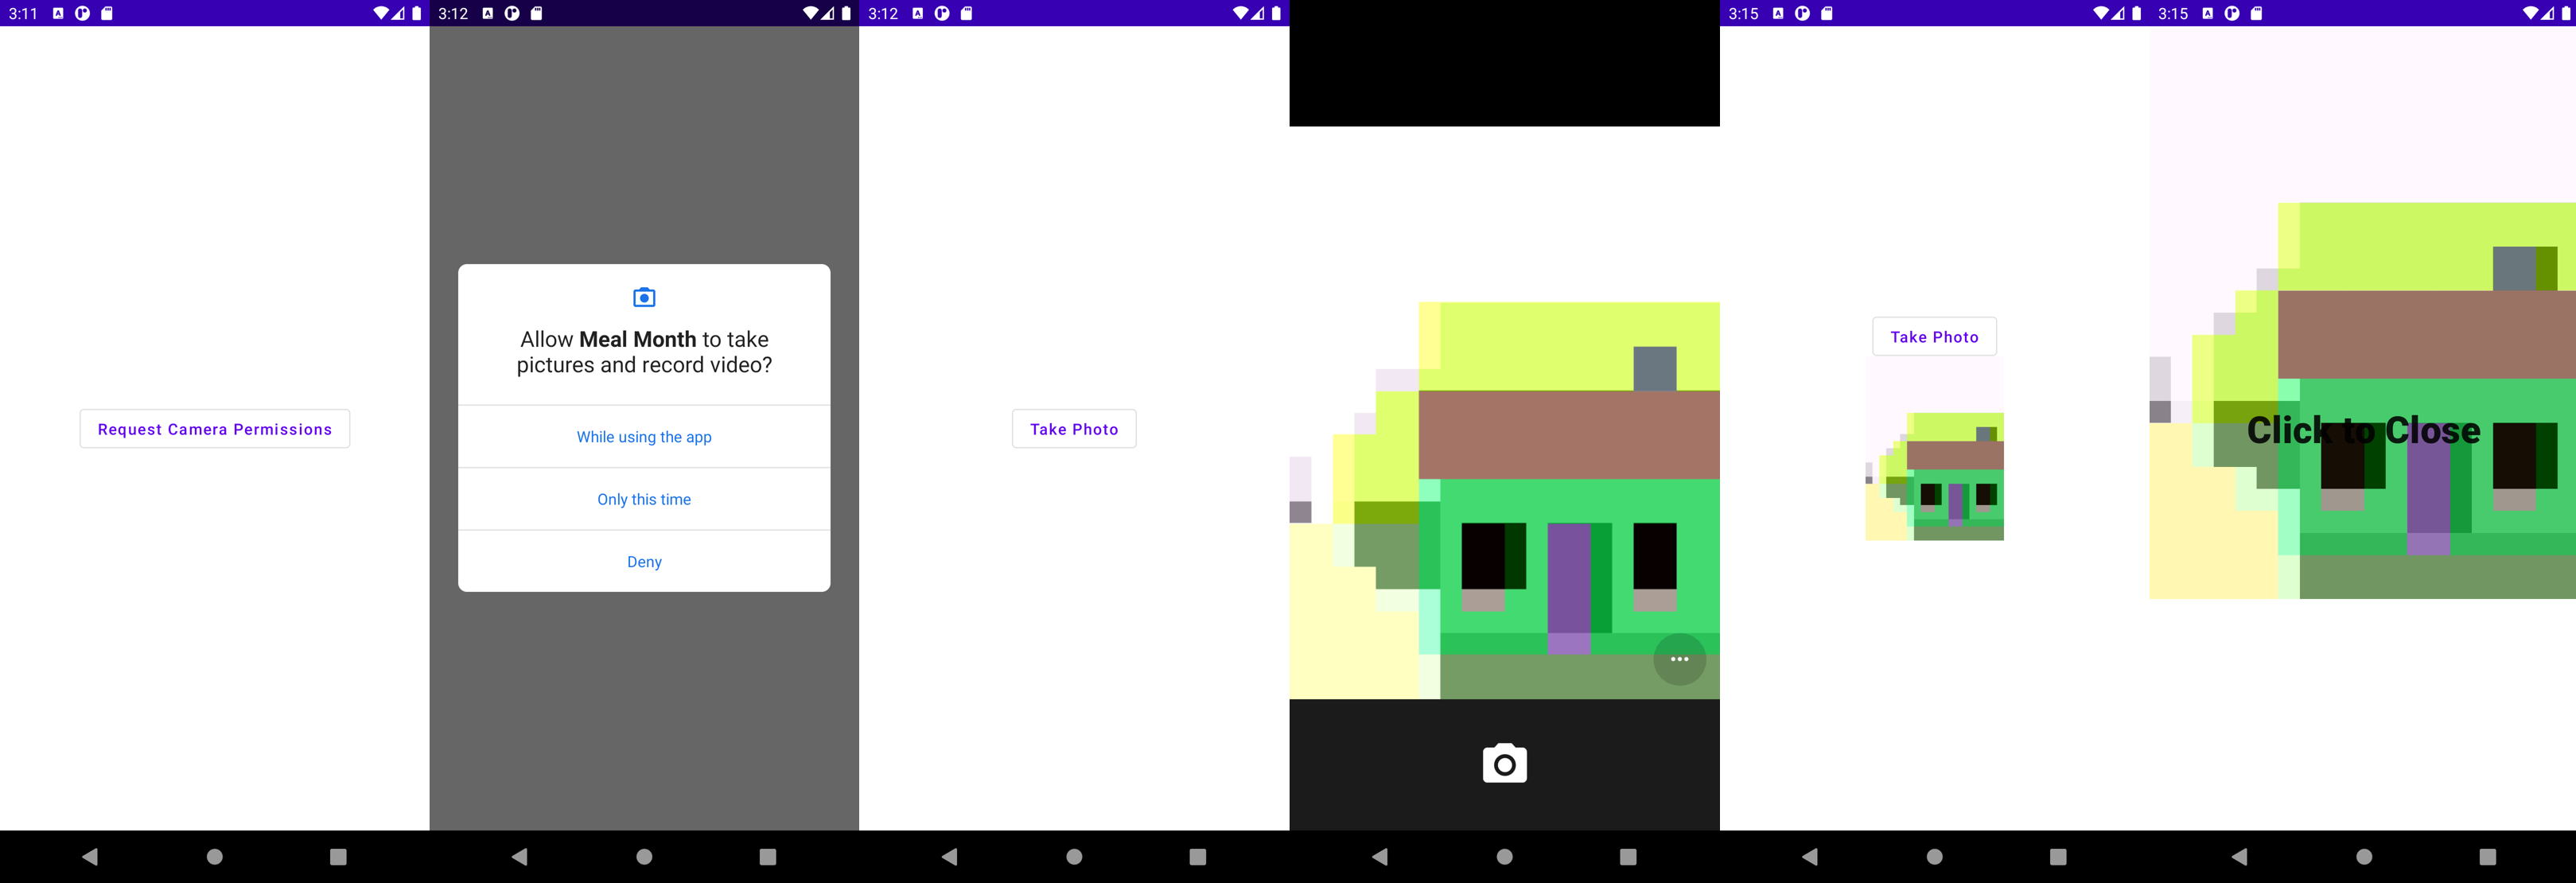 3:11
Request Camera Permissions
3:12
Allow Meal Month to take
pictures and record video?
While using the app
Only this time
Deny
3:12
Take Photo
3:15
Take Photo
3:15
Click to Close